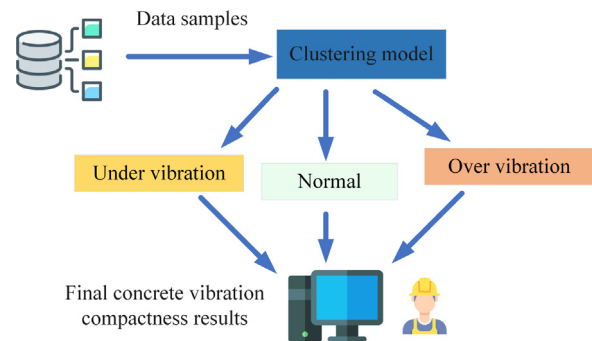 Data samples
Clustering model
Under vibration
Normal
Over vibration
Final concrete vibration
compactness results